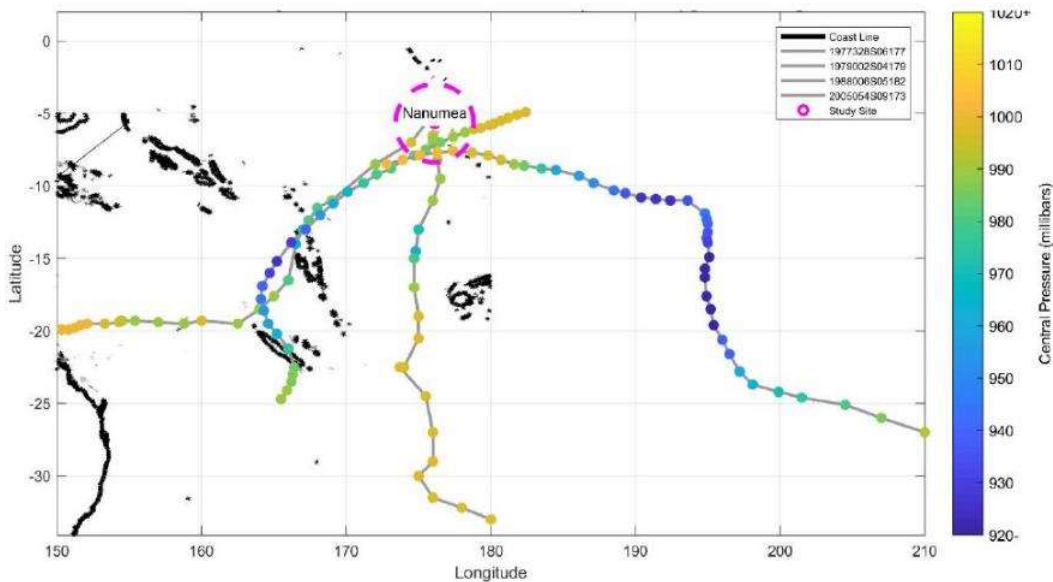 0
-5
-10
-15
-20
-25
-30
150
160
170
180
190
200
210
Latitude
Longitude
Nanumea
Coast Line
1977328S06177
1979002S04179
1988006S05182
2005054S09173
Study Site
1020+
1010
1000
990
980
970
960
950
940
930
920-
Central Pressure (millibars)